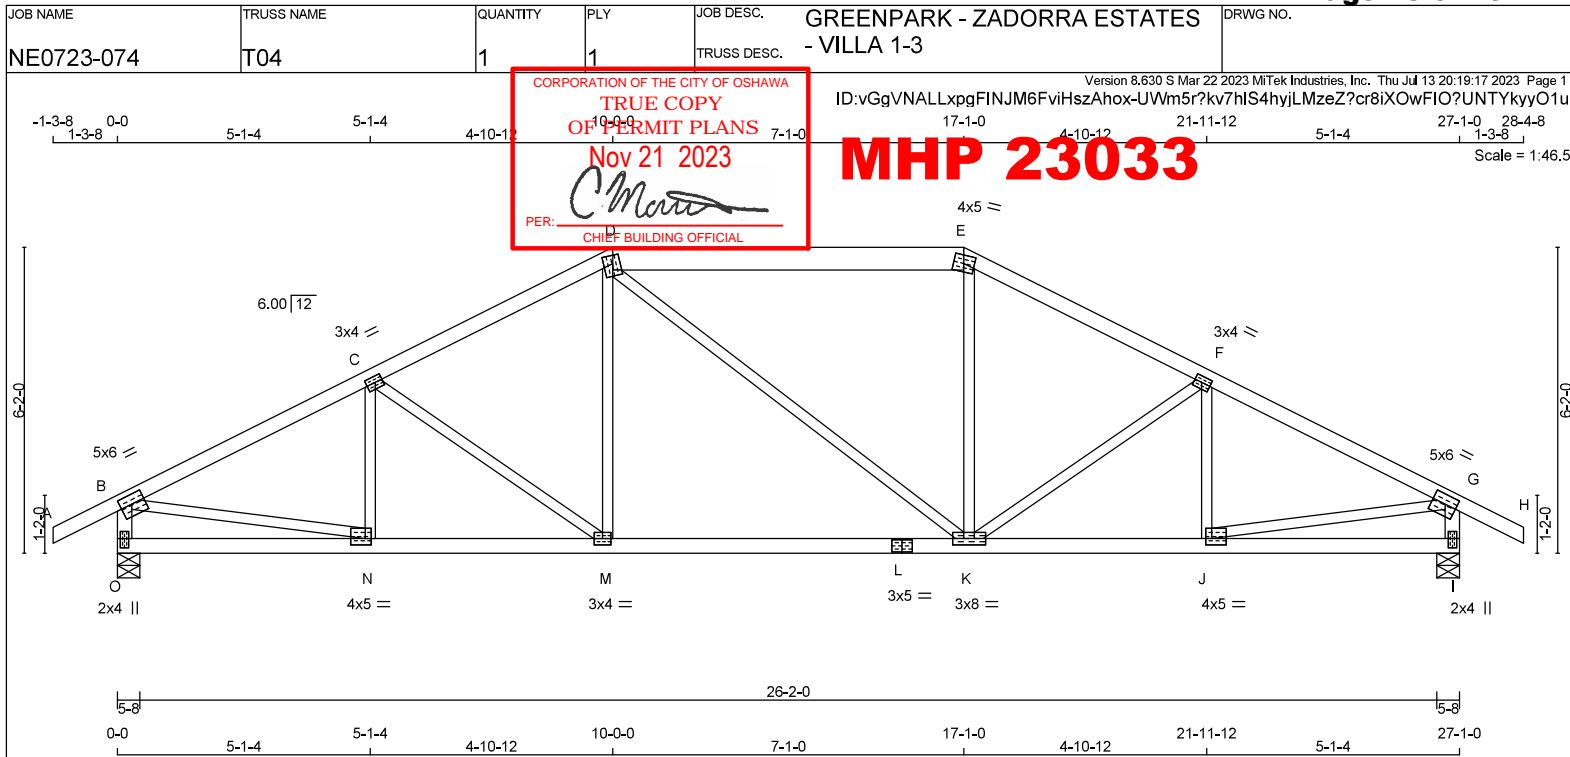 JOB NAME TRUSS NAME QUANTITY PLY JOB DESC. GREENPARK - ZADORRA ESTATES DRWG NO.
NE0723-074 T04 1 1 TRUSS DESC. - VILLA 1-3
Version 8.630 S Mar 22 2023 MiTek Industries, Inc. Thu Jul 13 20:19:17 2023 Page 1
ID:vGgVNALLxpgFINJM6FviHszAhox-UWm5r?kv7hIS4hyjLMzeZ?cr8iXOwFIO?UNTYkyyO1u
CORPORATION OF THE CITY OF OSHAWA
TRUE COPY
OF PERMIT PLANS
Nov 21 2023
PER:
CHIEF BUILDING OFFICIAL
MHP 23033
-1-3-8 0-0 5-1-4 10-0-0 17-1-0 21-11-12 27-1-0 28-4-8
1-3-8 5-1-4 4-10-12 7-1-0 4-10-12 5-1-4 1-3-8
Scale = 1:46.5
4x5 =
D E
6.00 12
3x4 = 3x4 =
C F
6-2-0 6-2-0
5x6 = 5x6 =
B G
A H
1-2-0 1-2-0
O N M L K J I
2x4 || 4x5 = 3x4 = 3x5 = 3x8 = 4x5 = 2x4 ||
26-2-0
5-8 5-8
0-0 5-1-4 10-0-0 17-1-0 21-11-12 27-1-0
5-1-4 4-10-12 7-1-0 4-10-12 5-1-4